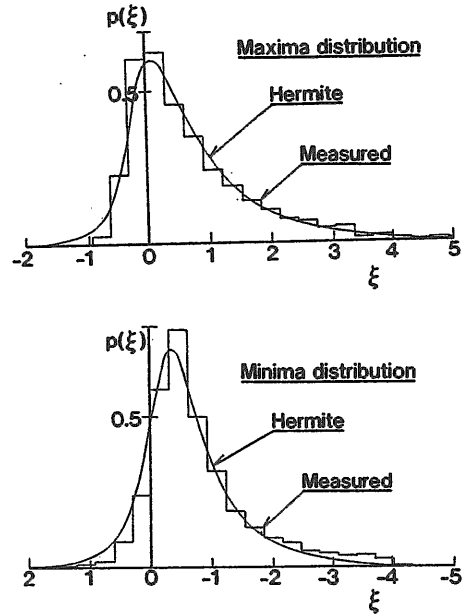 p(ξ)
Maxima distribution
0.5
Hermite
Measured
-2 -1 0 1 2 3 4 5
ξ
p(ξ)
Minima distribution
0.5
Hermite
Measured
2 1 0 -1 -2 -3 -4 -5
ξ